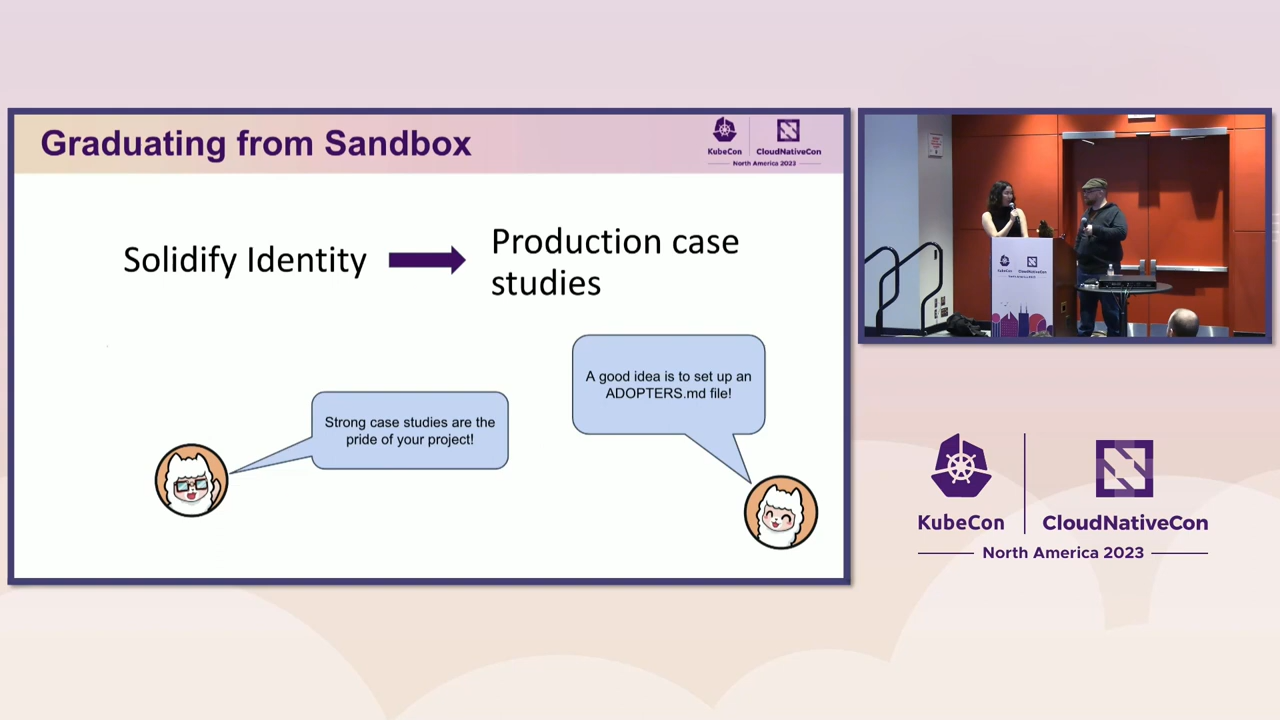 Graduating from Sandbox
KubeCon
CloudNativeCon
North America 2023
Solidify Identity
Production case
studies
A good idea is to set up an
ADOPTERS.md file!
Strong case studies are the
pride of your project!
KubeCon
CloudNativeCon
North America 2023